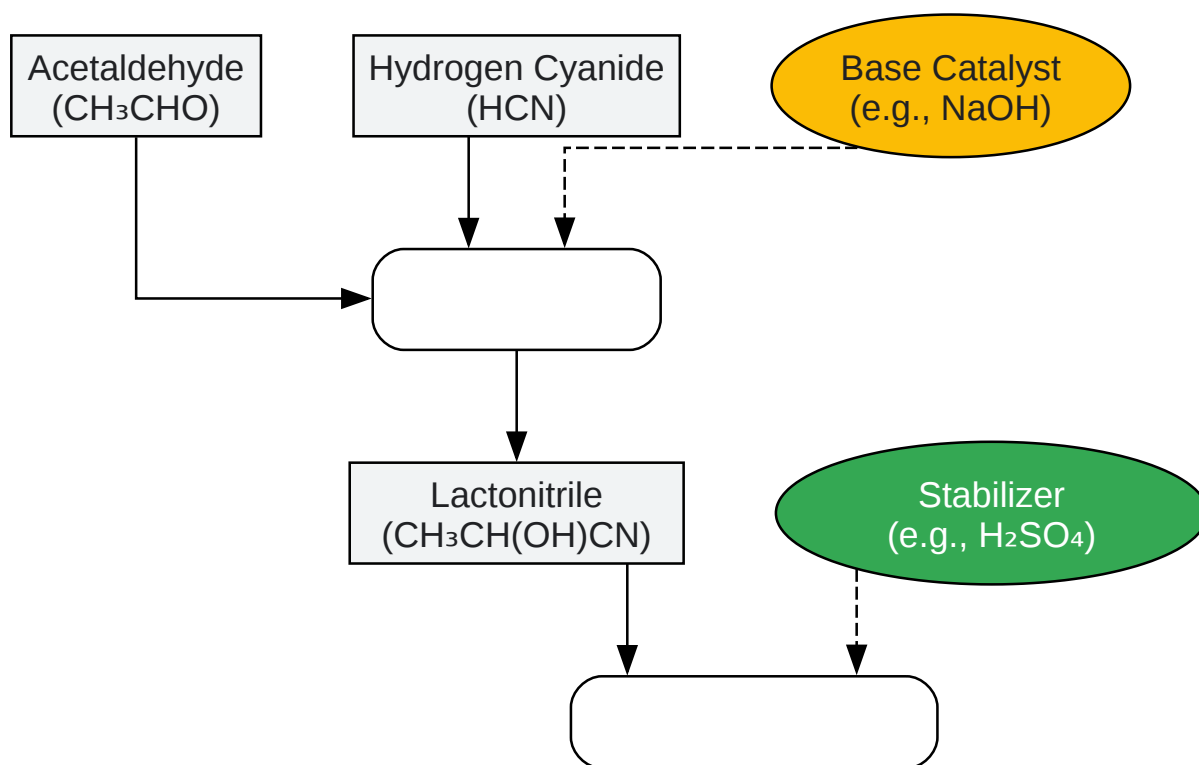 Acetaldehyde
(CH₃CHO)
Hydrogen Cyanide
(HCN)
Base Catalyst
(e.g., NaOH)
Lactonitrile
(CH₃CH(OH)CN)
Stabilizer
(e.g., H₂SO₄)